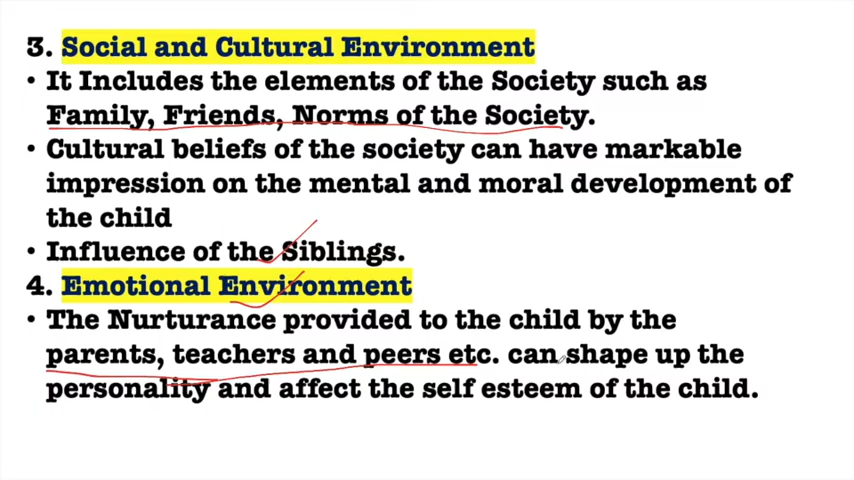 3. Social and Cultural Environment
• It Includes the elements of the Society such as
Family, Friends, Norms of the Society.
• Cultural beliefs of the society can have markable
impression on the mental and moral development of
the child
• Influence of the Siblings.
4. Emotional Environment
• The Nurturance provided to the child by the
parents, teachers and peers etc. can shape up the
personality and affect the self esteem of the child.